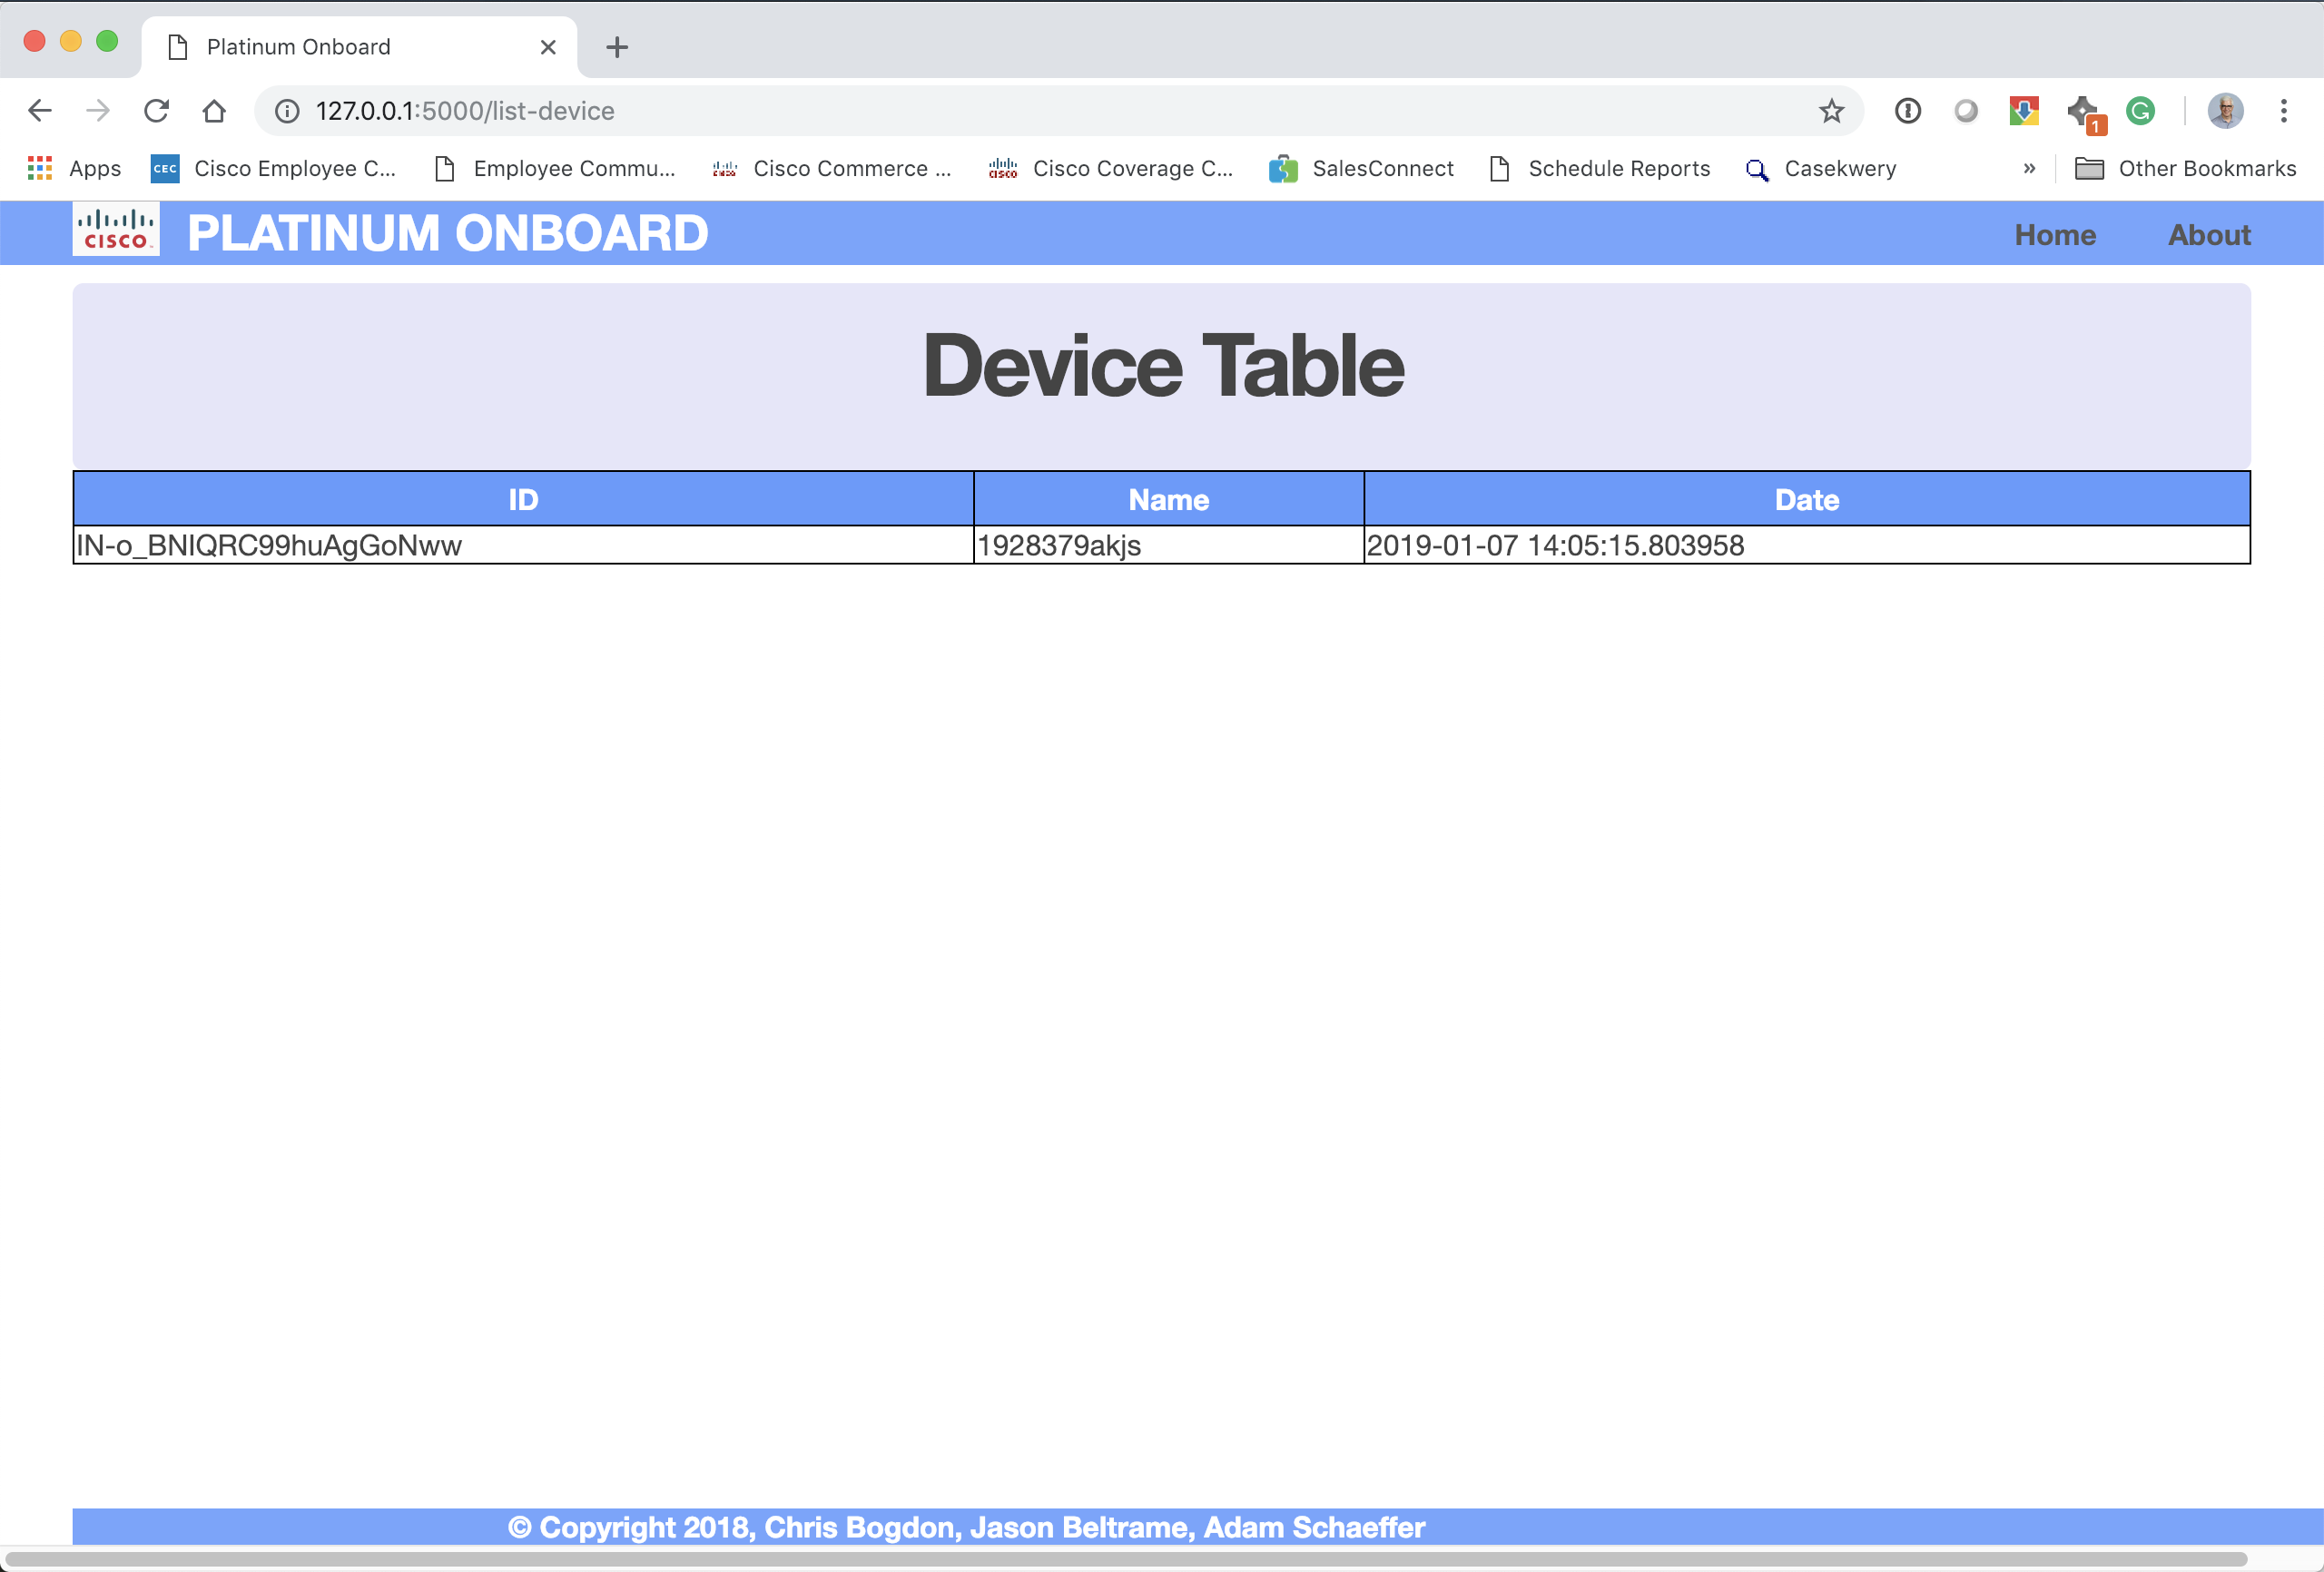 Platinum Onboard
127.0.0.1:5000/list-device
1
Apps CEC Cisco Employee C... Employee Commu... Cisco Commerce ... CISCO Cisco Coverage C... SalesConnect Schedule Reports Casekwery » Other Bookmarks
CISCO PLATINUM ONBOARD Home About
Device Table
ID Name Date
IN-o_BNIQRC99huAgGoNww 1928379akjs 2019-01-07 14:05:15.803958
© Copyright 2018, Chris Bogdon, Jason Beltrame, Adam Schaeffer